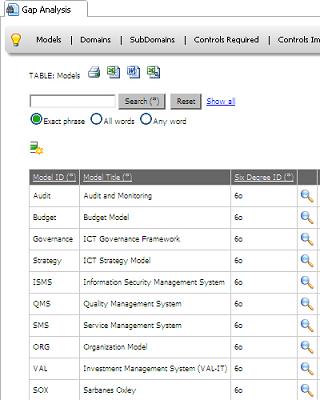 Gap Analysis
Models | Domains | SubDomains | Controls Required | Controls Im
TABLE: Models
Search (*) Reset Show all
Exact phrase All words Any word
Model ID (*) Model Title (*) Six Degree ID (*)
Audit Audit and Monitoring 6o
Budget Budget Model 6o
Governance ICT Governance Framework 6o
Strategy ICT Strategy Model 6o
ISMS Information Security Management System 6o
QMS Quality Management System 6o
SMS Service Management System 6o
ORG Organization Model 6o
VAL Investment Management System (VAL-IT) 6o
SOX Sarbanes Oxley 6o